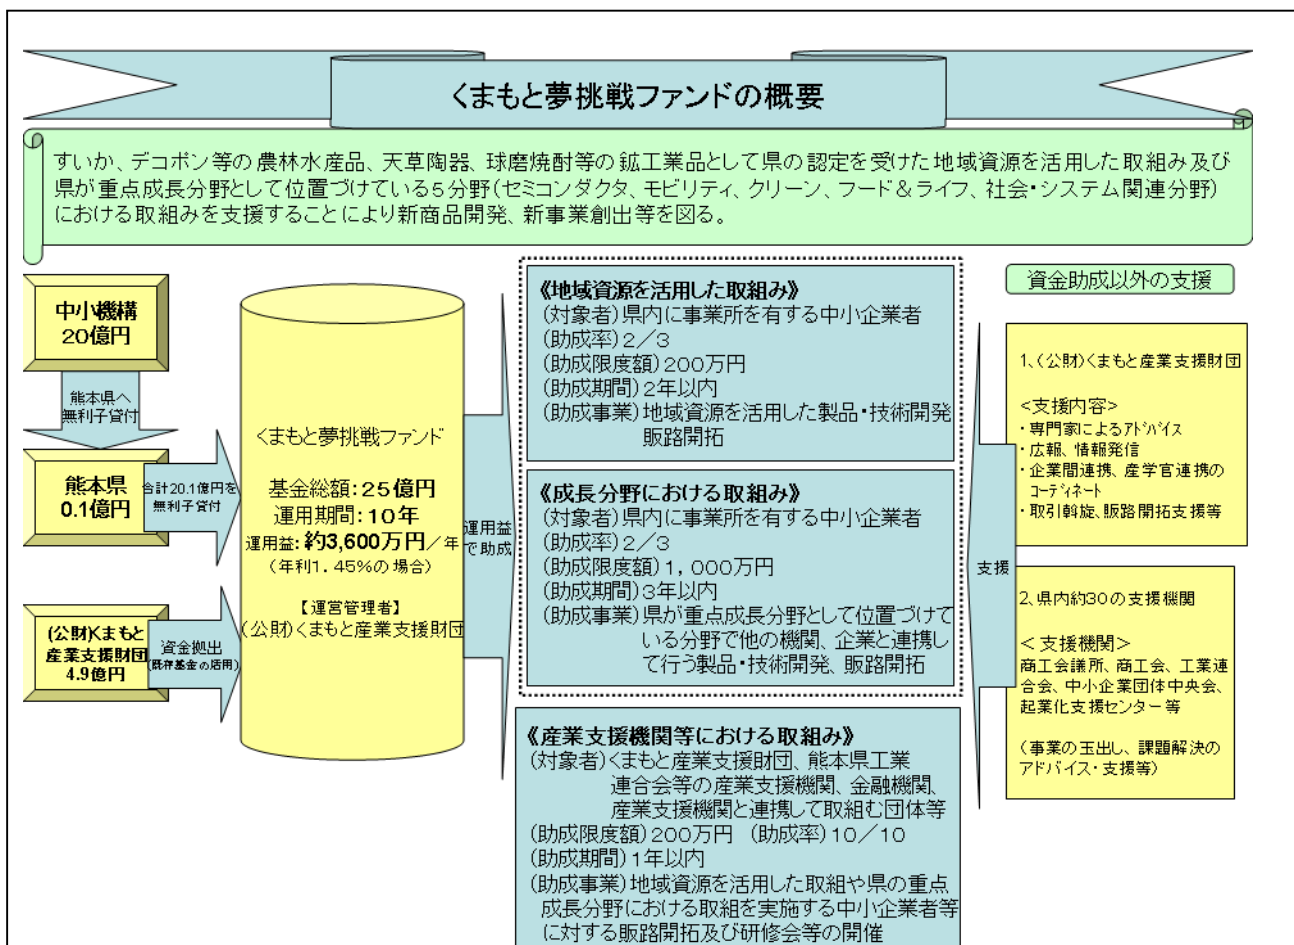 くまもと夢挑戦ファンドの概要
すいか、デコポン等の農林水産品、天草陶器、球磨焼酎等の鉱工業品として県の認定を受けた地域資源を活用した取組み及び
県が重点成長分野として位置づけている5分野(セミコンダクタ、モビリティ、クリーン、フード&ライフ、社会・システム関連分野)
における取組みを支援することにより新商品開発、新事業創出等を図る。
中小機構
20億円
熊本県へ
無利子貸付
熊本県
0.1億円
合計20.1億円を
無利子貸付
(公財)くまもと
産業支援財団
4.9億円
資金拠出
(既存基金の活用)
くまもと夢挑戦ファンド
基金総額:25億円
運用期間:10年
運用益:約3,600万円/年
(年利1.45%の場合)
【運営管理者】
(公財)くまもと産業支援財団
運用益
で助成
《地域資源を活用した取組み》
(対象者)県内に事業所を有する中小企業者
(助成率)2/3
(助成限度額)200万円
(助成期間)2年以内
(助成事業)地域資源を活用した製品・技術開発
販路開拓
《成長分野における取組み》
(対象者)県内に事業所を有する中小企業者
(助成率)2/3
(助成限度額)1,000万円
(助成期間)3年以内
(助成事業)県が重点成長分野として位置づけて
いる分野で他の機関、企業と連携し
て行う製品・技術開発、販路開拓
《産業支援機関等における取組み》
(対象者)くまもと産業支援財団、熊本県工業
連合会等の産業支援機関、金融機関、
産業支援機関と連携して取組む団体等
(助成限度額)200万円 (助成率)10/10
(助成期間)1年以内
(助成事業)地域資源を活用した取組や県の重点
成長分野における取組を実施する中小企業者等
に対する販路開拓及び研修会等の開催
支援
資金助成以外の支援
1、(公財)くまもと産業支援財団
<支援内容>
・専門家によるアドバイス
・広報、情報発信
・企業間連携、産学官連携の
コーディネート
・取引斡旋、販路開拓支援等
2、県内約30の支援機関
<支援機関>
商工会議所、商工会、工業連
合会、中小企業団体中央会、
起業化支援センター等
(事業の玉出し、課題解決の
アドバイス・支援等)